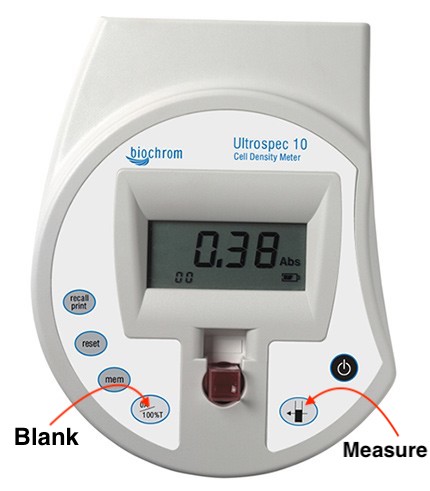 biochrom
Ultrospec 10
Cell Density Meter
0.38 Abs
00
recall
print
reset
mem
100%T
Blank
Measure